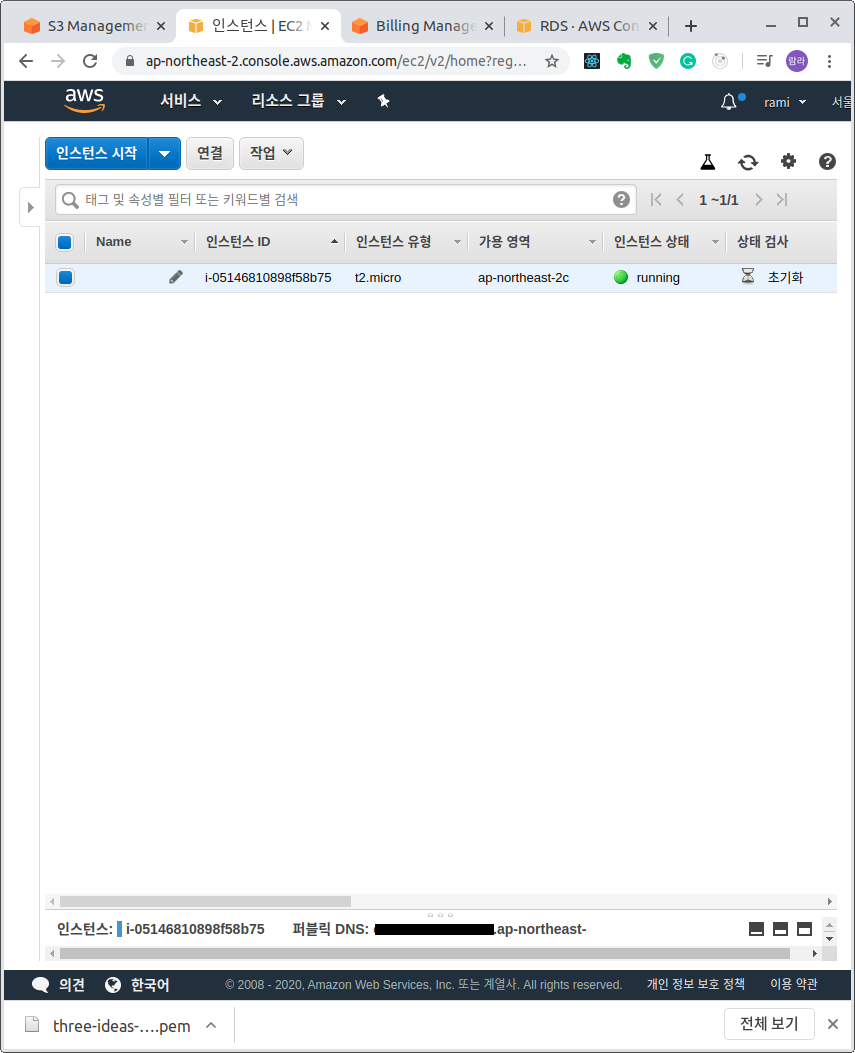 S3 Manageme
인스턴스 | EC2 M
Billing Manage
RDS · AWS Con
ap-northeast-2.console.aws.amazon.com/ec2/v2/home?reg...
람라
aws
서비스
리소스 그룹
rami
서울
인스턴스 시작
연결
작업
태그 및 속성별 필터 또는 키워드별 검색
1 ~1/1
Name
인스턴스 ID
인스턴스 유형
가용 영역
인스턴스 상태
상태 검사
i-05146810898f58b75
t2.micro
ap-northeast-2c
running
초기화
인스턴스: i-05146810898f58b75
퍼블릭 DNS: .ap-northeast-
의견
한국어
© 2008 - 2020, Amazon Web Services, Inc. 또는 계열사. All rights reserved.
개인 정보 보호 정책
이용 약관
three-ideas-....pem
전체 보기